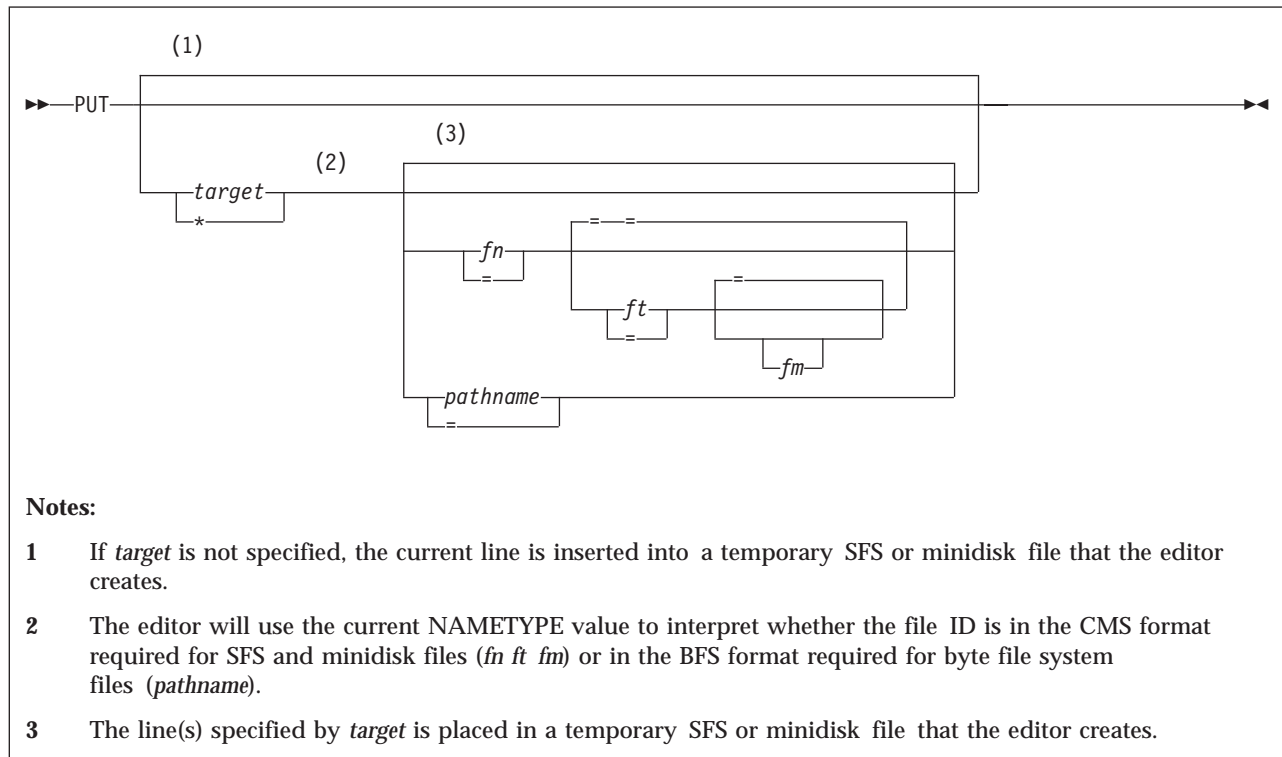 (1)
►►—PUT—►◄
(3)
(2)
target
*
= =
fn
=
=
ft
=
fm
pathname
=
Notes:
1 If target is not specified, the current line is inserted into a temporary SFS or minidisk file that the editor
creates.
2 The editor will use the current NAMETYPE value to interpret whether the file ID is in the CMS format
required for SFS and minidisk files (fn ft fm) or in the BFS format required for byte file system
files (pathname).
3 The line(s) specified by target is placed in a temporary SFS or minidisk file that the editor creates.